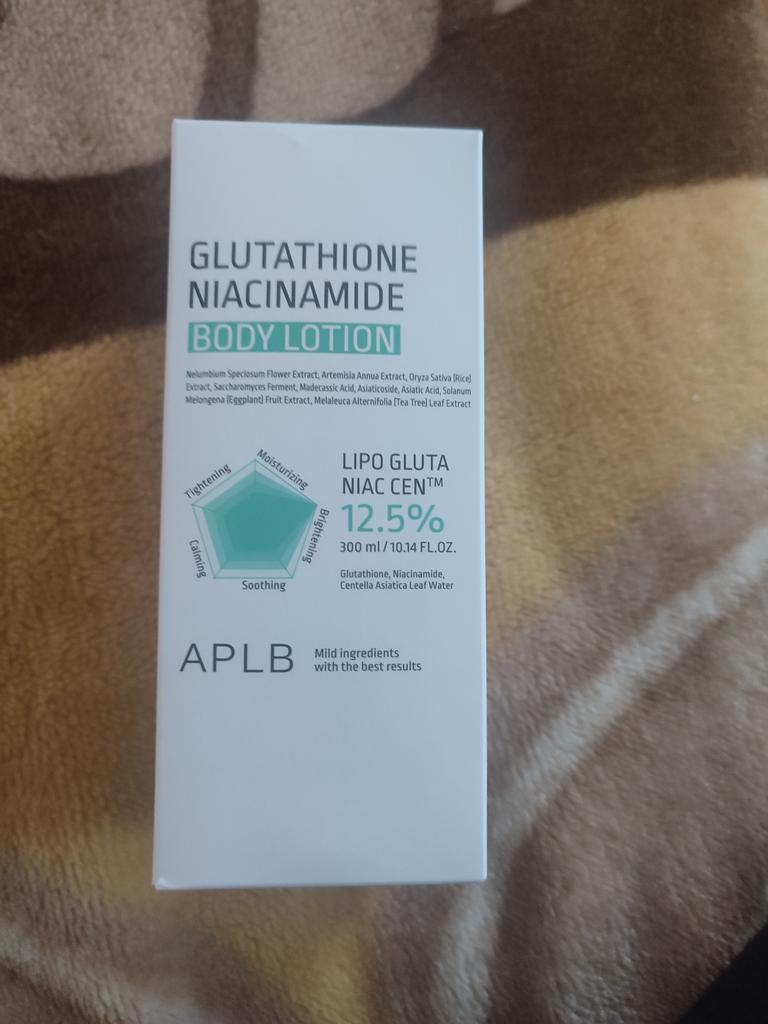 GLUTATHIONE
NIACINAMIDE
BODY LOTION
Nelumbium Speciosum Flower Extract, Artemisia Annua Extract, Oryza Sativa (Rice)
Extract, Saccharomyces Ferment, Madecassic Acid, Asiaticoside, Asiatic Acid, Solanum
Melongena (Eggplant) Fruit Extract, Melaleuca Alternifolia (Tea Tree) Leaf Extract
Tightening
Moisturizing
Brightening
Calming
Soothing
LIPO GLUTA
NIAC CEN™
12.5%
300 ml / 10.14 FL.OZ.
Glutathione, Niacinamide,
Centella Asiatica Leaf Water
APLB
Mild ingredients
with the best results